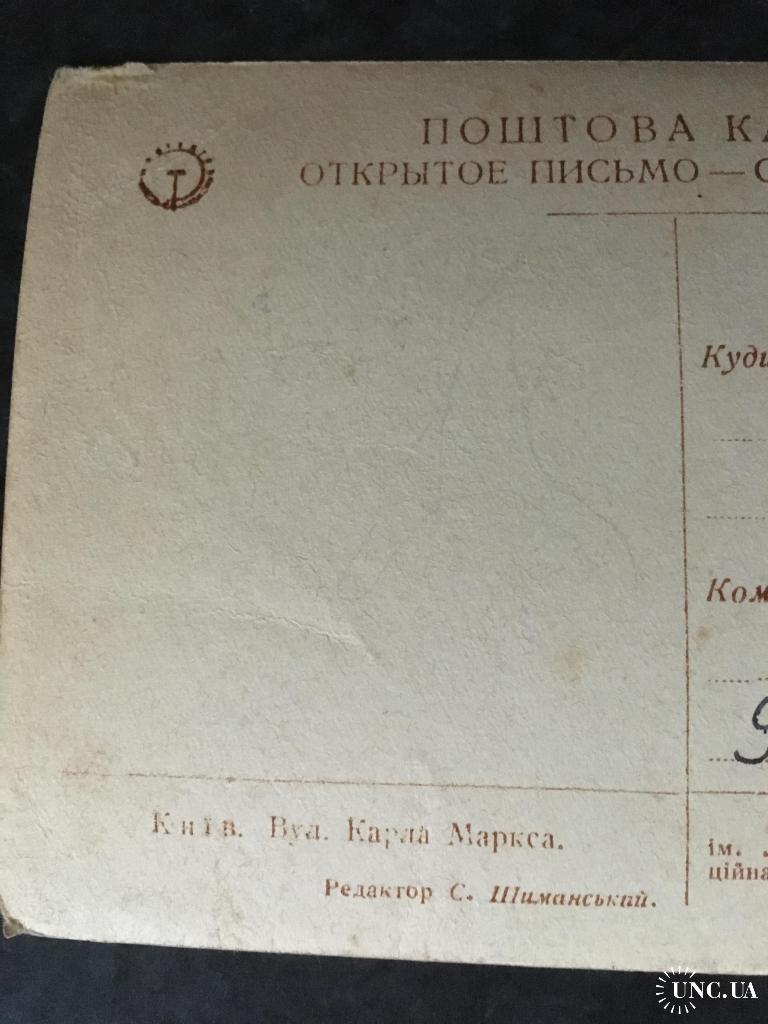 ПОШТОВА КА
ОТКРЫТОЕ ПИСЬМО — С
Куди
Ком
Київ. Вул. Карла Маркса.
Редактор С. Шиманський.
ім.
ційна
UNC.UA